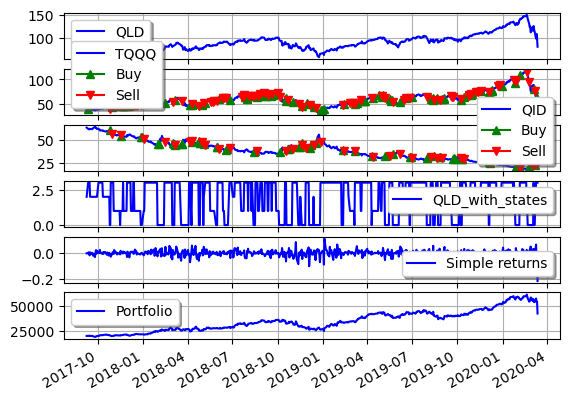 150
100
QLD
TQQQ
Buy
Sell
100
50
QID
Buy
Sell
50
25
2.5
0.0
QLD_with_states
0.0
−0.2
Simple returns
50000
25000
Portfolio
2017-10
2018-01
2018-04
2018-07
2018-10
2019-01
2019-04
2019-07
2019-10
2020-01
2020-04